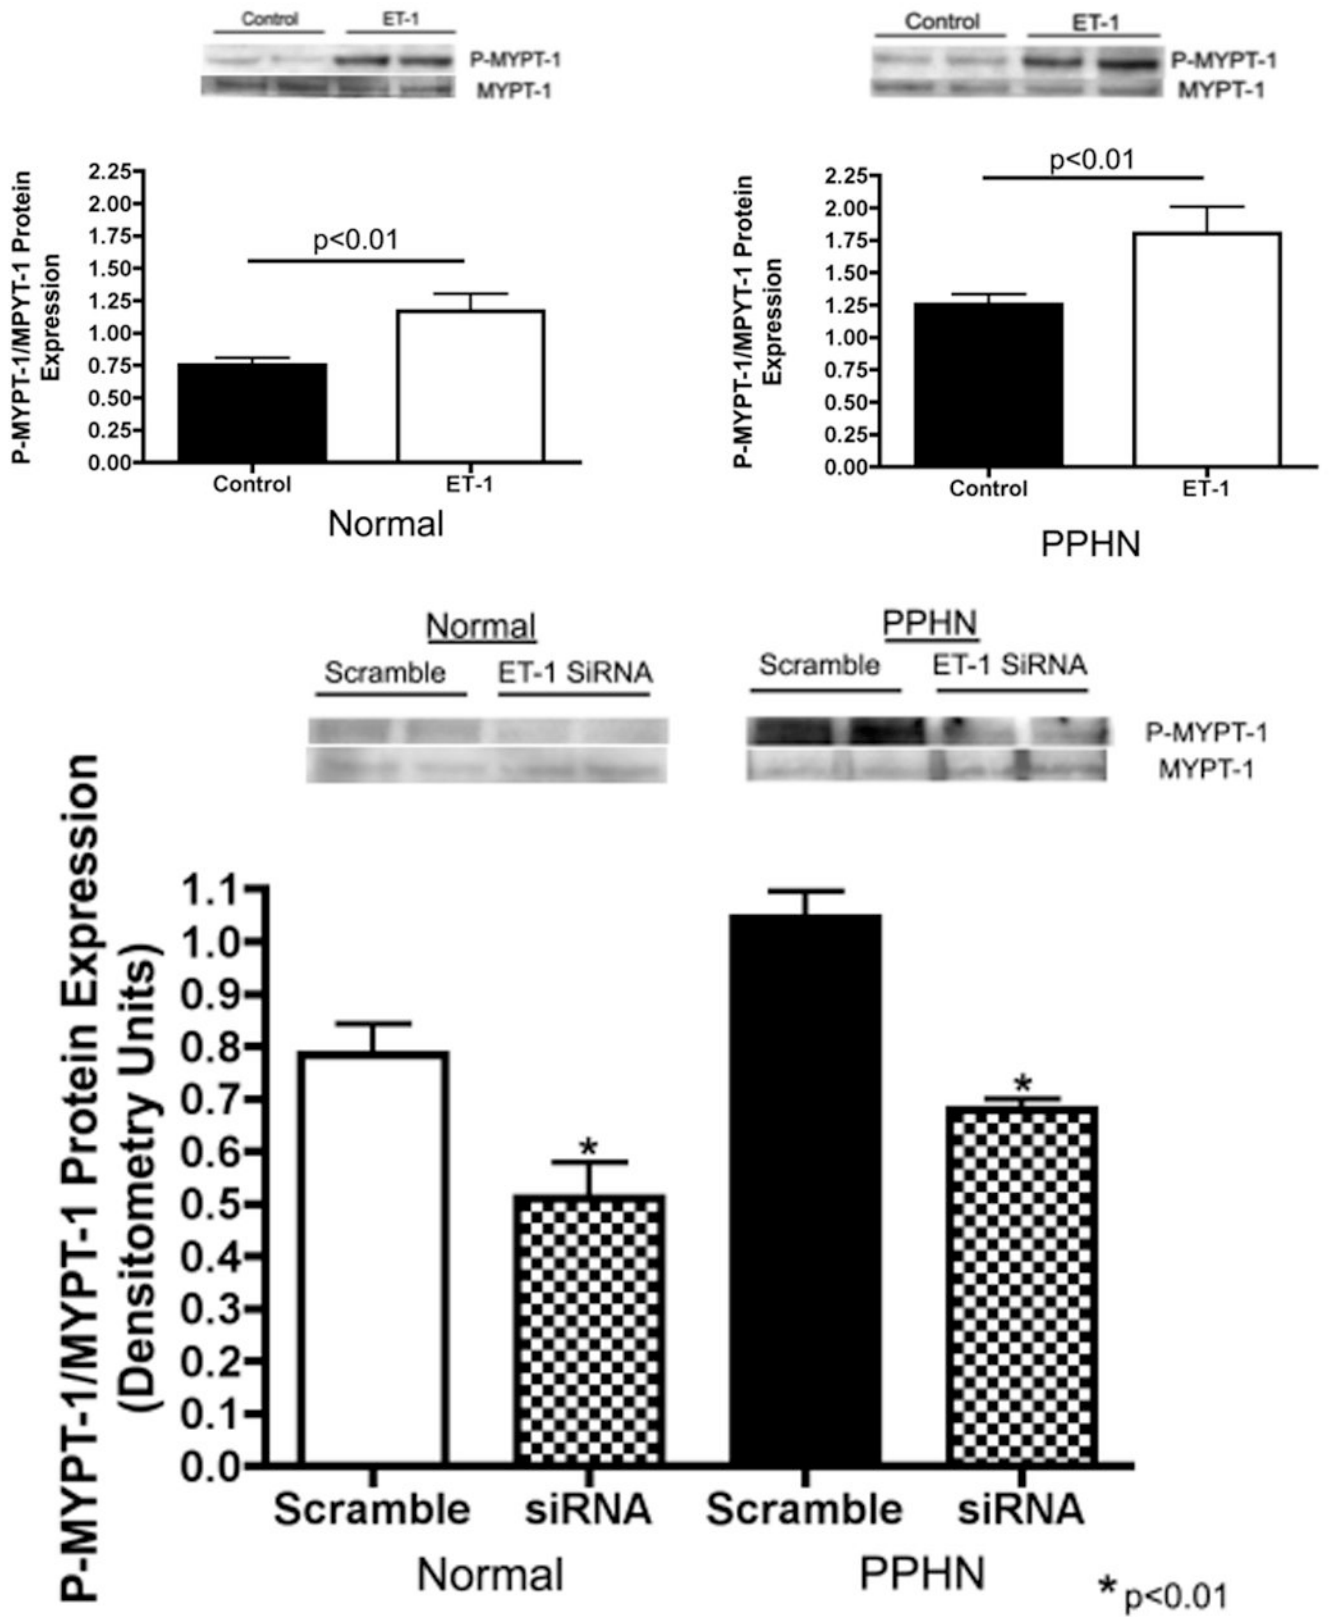 Control ET-1
P-MYPT-1
MYPT-1
P-MYPT-1/MPYT-1 Protein
Expression
2.25
2.00
1.75
1.50
1.25
1.00
0.75
0.50
0.25
0.00
p<0.01
Control ET-1
Normal
Control ET-1
P-MYPT-1
MYPT-1
P-MYPT-1/MPYT-1 Protein
Expression
2.25
2.00
1.75
1.50
1.25
1.00
0.75
0.50
0.25
0.00
p<0.01
Control ET-1
PPHN
Normal PPHN
Scramble ET-1 SiRNA Scramble ET-1 SiRNA
P-MYPT-1
MYPT-1
P-MYPT-1/MYPT-1 Protein Expression
(Densitometry Units)
1.1
1.0
0.9
0.8
0.7
0.6
0.5
0.4
0.3
0.2
0.1
0.0
*
*
Scramble siRNA Scramble siRNA
Normal PPHN
* p<0.01